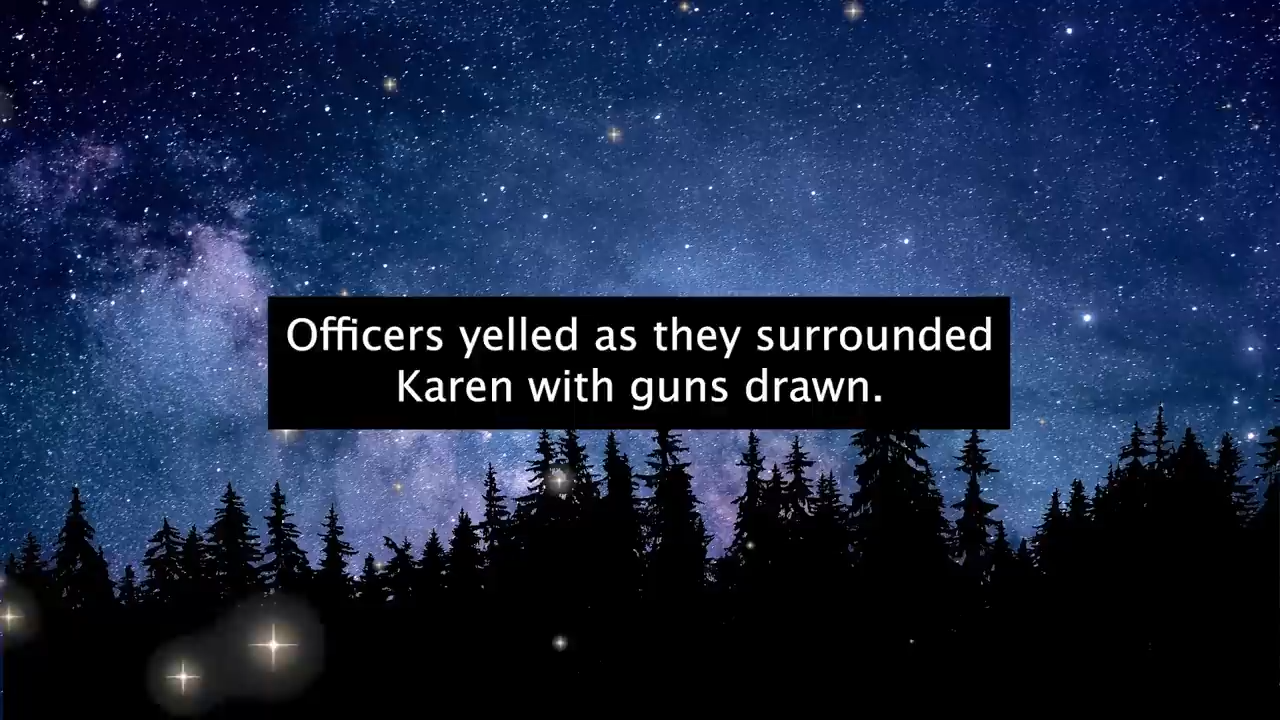 Officers yelled as they surrounded
Karen with guns drawn.